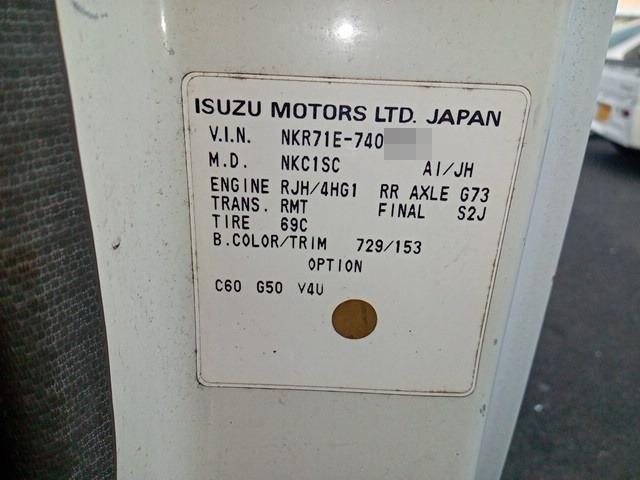 ISUZU MOTORS LTD. JAPAN
V.I.N. NKR71E-740
M.D. NKC1SC AI/JH
ENGINE RJH/4HG1 RR AXLE G73
TRANS. RMT FINAL S2J
TIRE 69C
B.COLOR/TRIM 729/153
OPTION
C60 G50 V4U